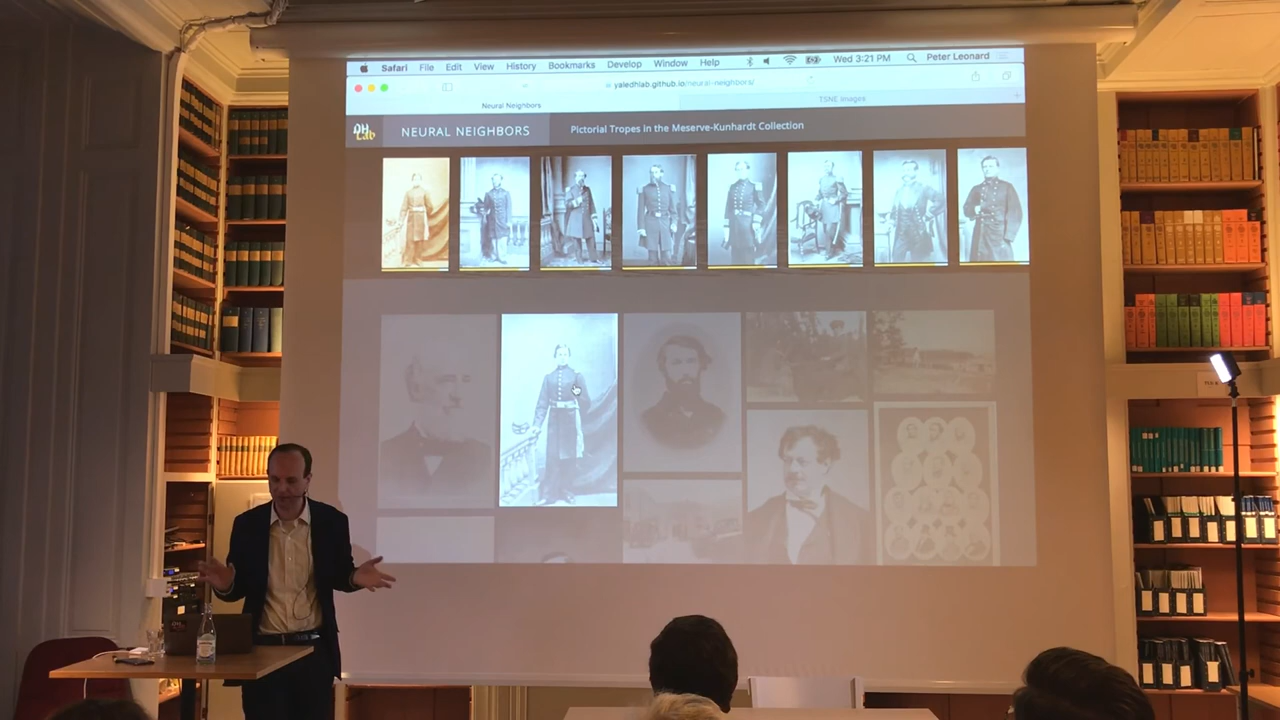 Safari File Edit View History Bookmarks Develop Window Help Wed 3:21 PM Peter Leonard
yaledhlab.github.io/neural-neighbors/
Neural Neighbors TSNE Images
DH Lab NEURAL NEIGHBORS Pictorial Tropes in the Meserve-Kunhardt Collection